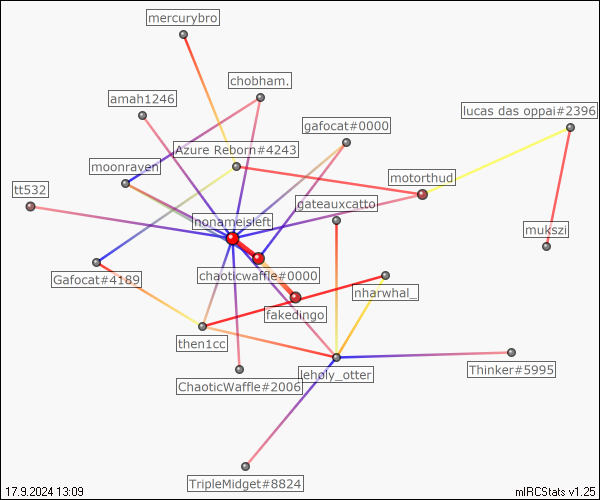 mercurybro
chobham.
amah1246
lucas das oppai#2396
gafocat#0000
Azure Reborn#4243
moonraven
motorthud
tt532
gateauxcatto
nonameisleft
mukszi
chaoticwaffle#0000
Gafocat#4189
nharwhal_
fakedingo
then1cc
Thinker#5995
leholy_otter
ChaoticWaffle#2006
TripleMidget#8824
17.9.2024 13:09
mIRCStats v1.25